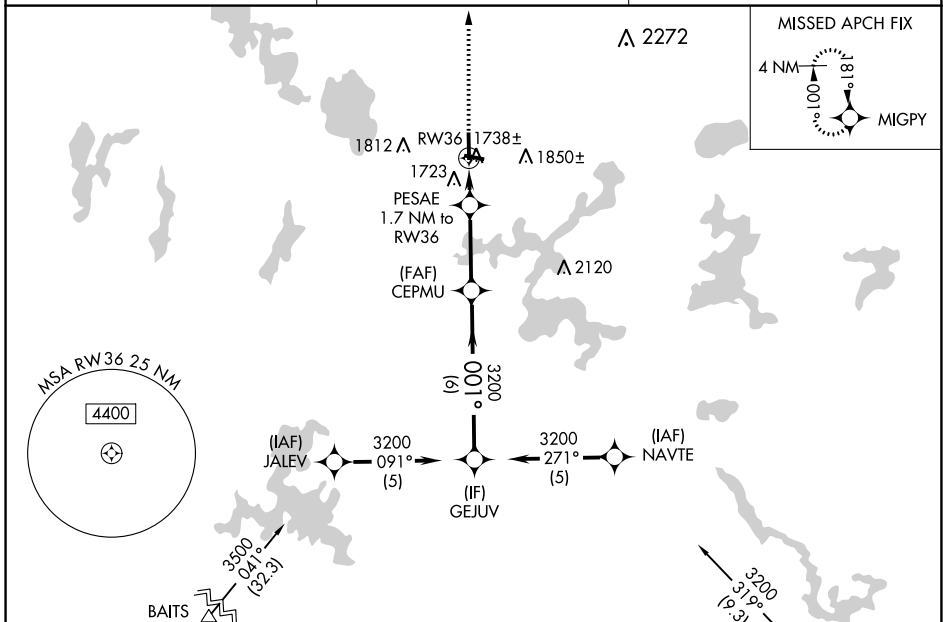 2272
MISSED APCH FIX
4 NM
181°
001°
MIGPY
1812
RW36
1738±
1850±
1723
PESAE
1.7 NM to
RW36
2120
(FAF)
CEPMU
3200
001°
(6)
MSA RW36 25 NM
4400
(IAF)
JALEV
3200
091°
(5)
(IF)
GEJUV
3200
271°
(5)
(IAF)
NAVTE
3500
041°
(32.3)
BAITS
3200
319°
(9.3)